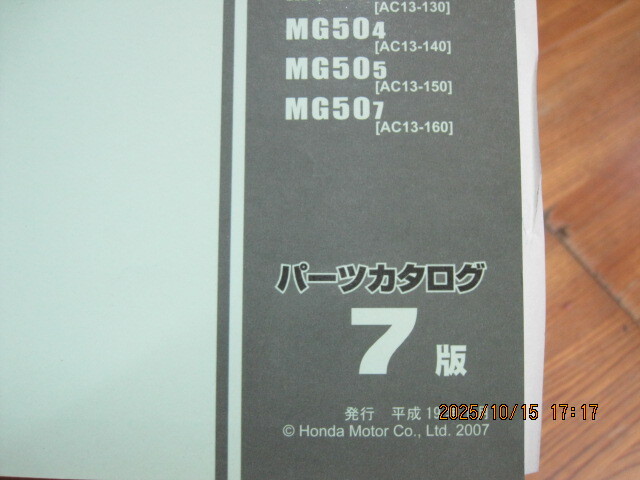 [AC13-130]
MG504
[AC13-140]
MG505
[AC13-150]
MG507
[AC13-160]
パーツカタログ
7 版
発行 平成19
2025/10/15 17:17
© Honda Motor Co., Ltd. 2007